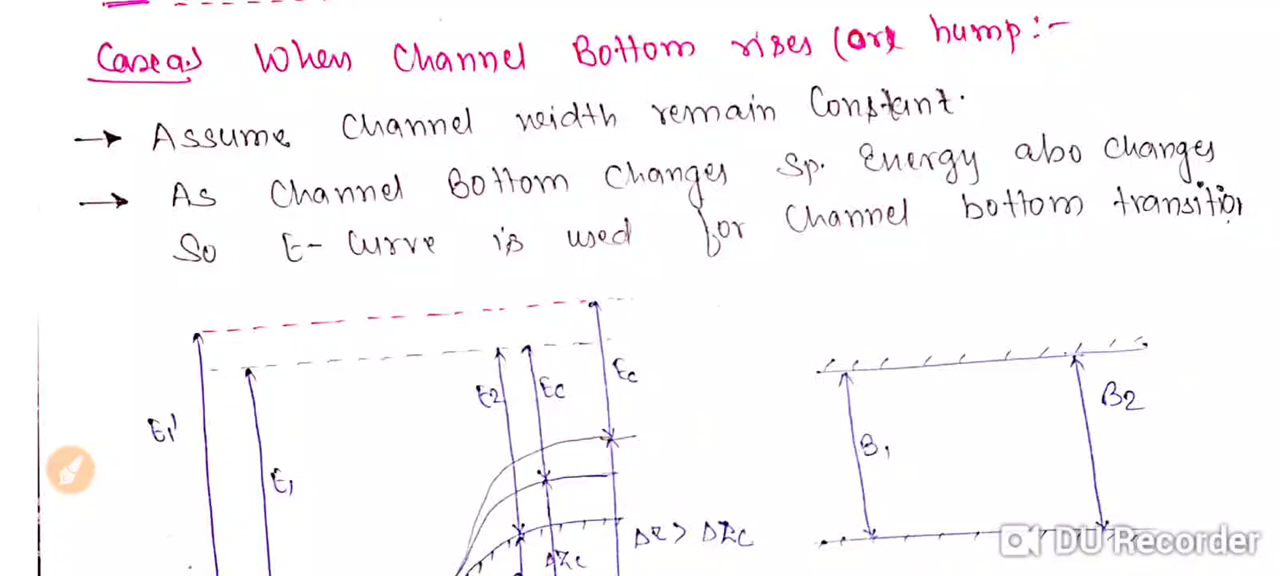 Case a.) When Channel Bottom rises (or hump :-
→ Assume Channel width remain Constant.
→ As Channel Bottom Changes Sp. Energy also changes
So E- Curve is used for Channel bottom transition
E1'
E1
E2
Ec
Ec
ΔZ > ΔZc
ΔZc
B1
B2
DU Recorder